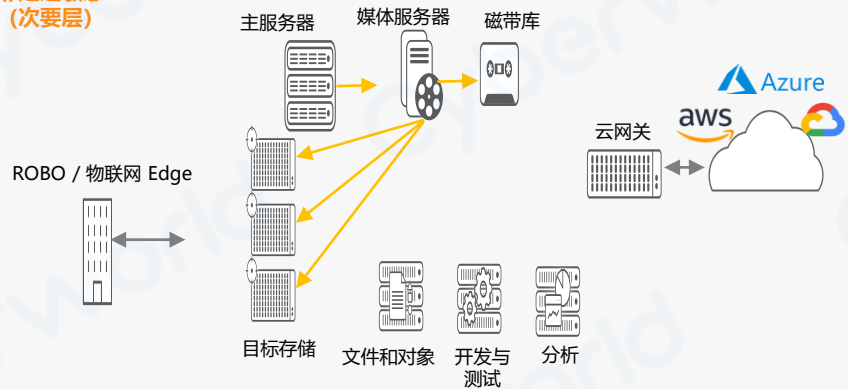 （次要层）
主服务器
媒体服务器
磁带库
Azure
aws
云网关
ROBO / 物联网 Edge
目标存储
文件和对象
开发与
测试
分析